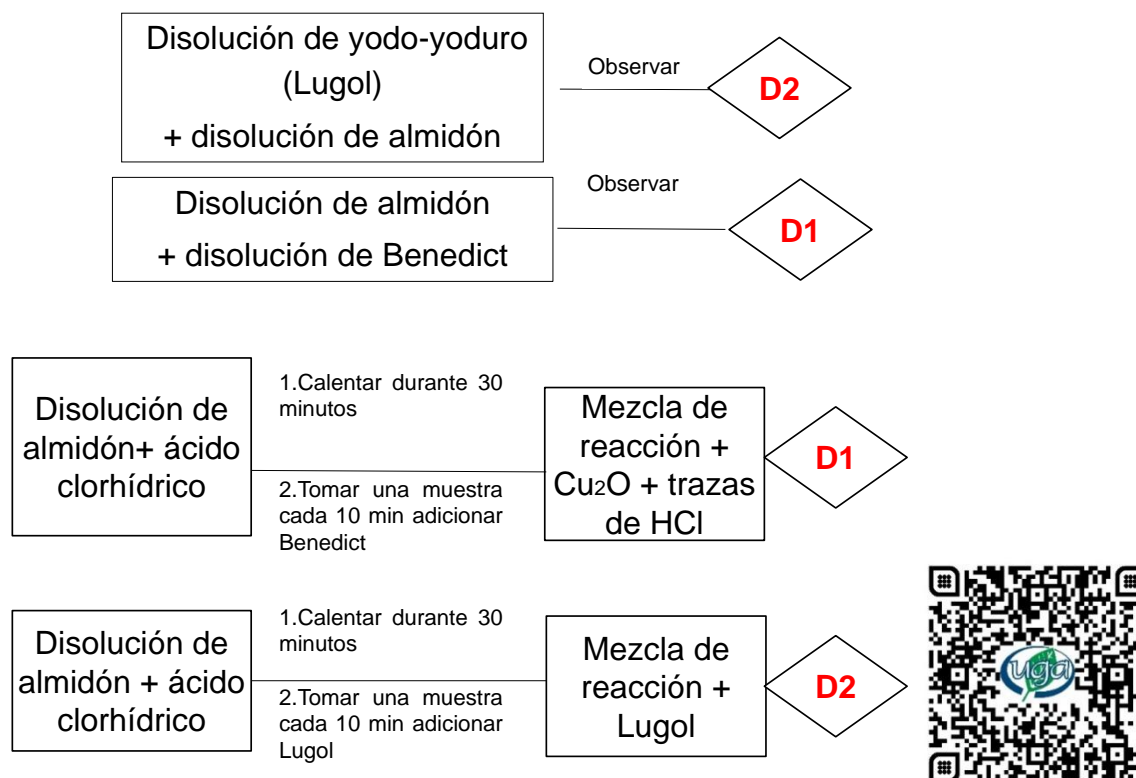 Disolución de yodo-yoduro
(Lugol)
+ disolución de almidón
Observar
D2
Disolución de almidón
+ disolución de Benedict
Observar
D1
Disolución de
almidón+ ácido
clorhídrico
1.Calentar durante 30
minutos
2.Tomar una muestra
cada 10 min adicionar
Benedict
Mezcla de
reacción +
Cu2O + trazas
de HCl
D1
Disolución de
almidón + ácido
clorhídrico
1.Calentar durante 30
minutos
2.Tomar una muestra
cada 10 min adicionar
Lugol
Mezcla de
reacción +
Lugol
D2
uga